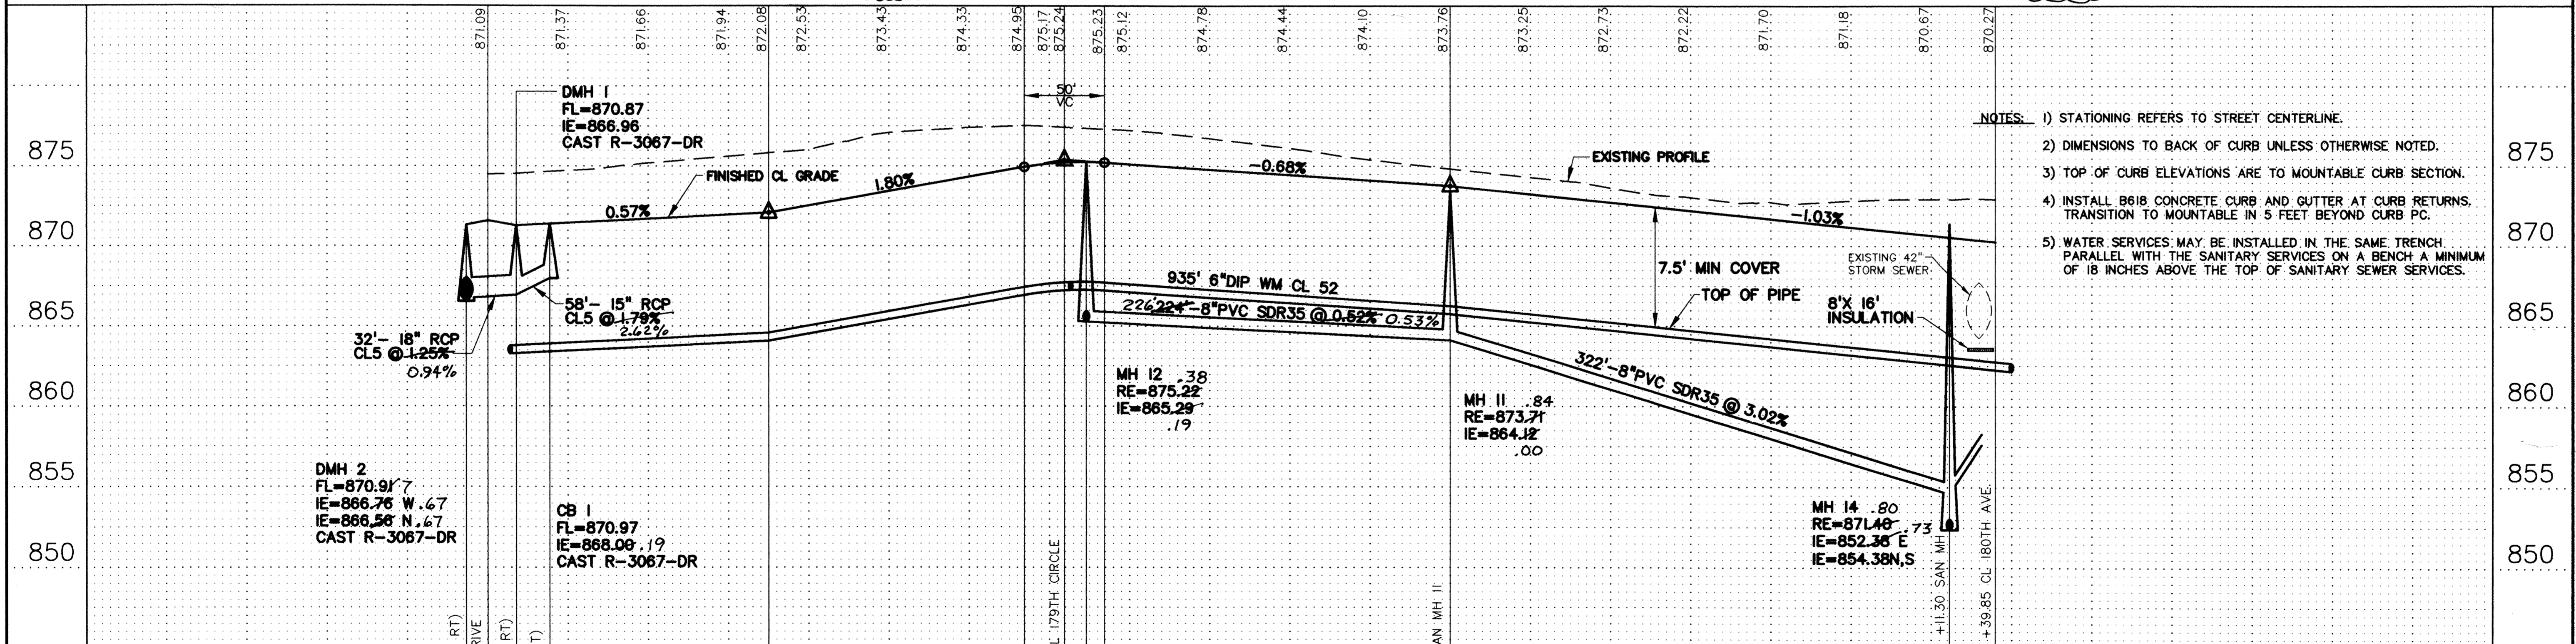 871.09
871.37
871.66
871.94
872.08
872.53
873.43
874.33
874.95
875.17
875.24
875.23
875.12
874.78
874.44
874.10
873.76
873.25
872.73
872.22
871.70
871.18
870.67
870.27
50'
VC
DMH 1
FL=870.87
IE=866.96
CAST R-3067-DR
FINISHED CL GRADE
0.57%
1.80%
-0.68%
EXISTING PROFILE
-1.03%
NOTES: 1) STATIONING REFERS TO STREET CENTERLINE.
2) DIMENSIONS TO BACK OF CURB UNLESS OTHERWISE NOTED.
3) TOP OF CURB ELEVATIONS ARE TO MOUNTABLE CURB SECTION.
4) INSTALL B618 CONCRETE CURB AND GUTTER AT CURB RETURNS.
TRANSITION TO MOUNTABLE IN 5 FEET BEYOND CURB PC.
5) WATER SERVICES MAY BE INSTALLED IN THE SAME TRENCH
PARALLEL WITH THE SANITARY SERVICES ON A BENCH A MINIMUM
OF 18 INCHES ABOVE THE TOP OF SANITARY SEWER SERVICES.
875
870
865
860
855
850
875
870
865
860
855
850
58'- 15" RCP
CL5 @ 1.79%
2.62%
32'- 18" RCP
CL5 @ 1.25%
0.94%
935' 6"DIP WM CL 52
226' 224'-8"PVC SDR35 @ 0.52% 0.53%
7.5' MIN COVER
TOP OF PIPE
EXISTING 42"
STORM SEWER
8'X 16'
INSULATION
322'-8"PVC SDR35 @ 3.02%
MH 12 .38
RE=875.22
IE=865.29
.19
MH 11 .84
RE=873.71
IE=864.12
.00
DMH 2
FL=870.91 7
IE=866.76 W .67
IE=866.56 N .67
CAST R-3067-DR
CB 1
FL=870.97
IE=868.00 .19
CAST R-3067-DR
MH 14 .80
RE=871.40
IE=852.38 E .73
IE=854.38N,S
RT)
RIVE
RT)
T)
L 179TH CIRCLE
AN MH 11
+11.30 SAN MH
+39.85 CL 180TH AVE.